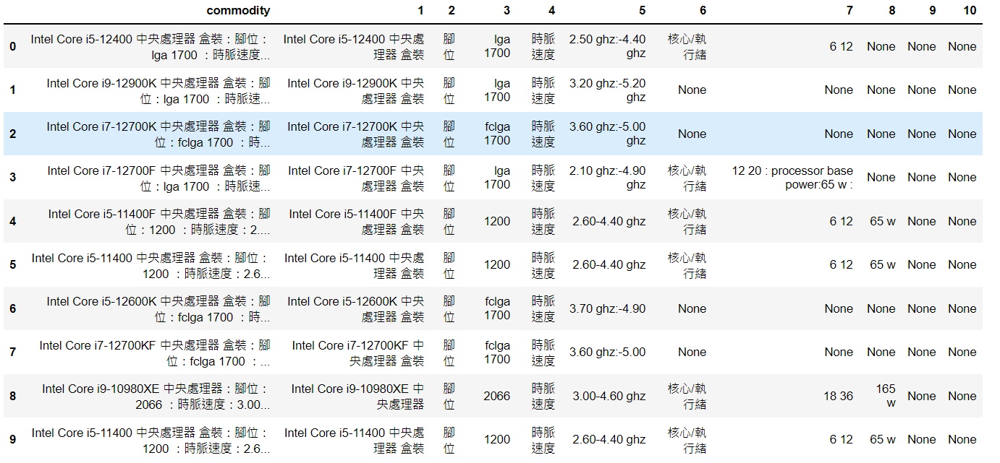 commodity 1 2 3 4 5 6 7 8 9 10
0 Intel Core i5-12400 中央處理器 盒裝：腳位： Intel Core i5-12400 中央處 腳 lga 時脈 2.50 ghz:-4.40 核心/執 6 12 None None None
lga 1700 ：時脈速度... 理器 盒裝 位 1700 速度 ghz 行緒
1 Intel Core i9-12900K 中央處理器 盒裝：腳 Intel Core i9-12900K 中央 腳 lga 時脈 3.20 ghz:-5.20 None None None None None
位：lga 1700 ：時脈速... 處理器 盒裝 位 1700 速度 ghz
2 Intel Core i7-12700K 中央處理器 盒裝：腳 Intel Core i7-12700K 中央 腳 fclga 時脈 3.60 ghz:-5.00 None None None None None
位：fclga 1700 ：時... 處理器 盒裝 位 1700 速度 ghz
3 Intel Core i7-12700F 中央處理器 盒裝：腳 Intel Core i7-12700F 中央 腳 lga 時脈 2.10 ghz:-4.90 核心/執 12 20 : processor base None None None
位：lga 1700 ：時脈速... 處理器 盒裝 位 1700 速度 ghz 行緒 power:65 w :
4 Intel Core i5-11400F 中央處理器 盒裝：腳 Intel Core i5-11400F 中央 腳 1200 時脈 2.60-4.40 ghz 核心/執 6 12 65 w None None
位：1200 ：時脈速度：2.... 處理器 盒裝 位 速度 行緒
5 Intel Core i5-11400 中央處理器 盒裝：腳位： Intel Core i5-11400 中央處 腳 1200 時脈 2.60-4.40 ghz 核心/執 6 12 65 w None None
1200 ：時脈速度：2.6... 理器 盒裝 位 速度 行緒
6 Intel Core i5-12600K 中央處理器 盒裝：腳 Intel Core i5-12600K 中央 腳 fclga 時脈 3.70 ghz:-4.90 None None None None None
位：fclga 1700 ：時... 處理器 盒裝 位 1700 速度
7 Intel Core i7-12700KF 中央處理器 盒裝：腳 Intel Core i7-12700KF 中 腳 fclga 時脈 3.60 ghz:-5.00 None None None None None
位：fclga 1700 ：... 央處理器 盒裝 位 1700 速度
8 Intel Core i9-10980XE 中央處理器：腳位： Intel Core i9-10980XE 中 腳 2066 時脈 3.00-4.60 ghz 核心/執 18 36 165 None None
2066 ：時脈速度：3.00... 央處理器 位 速度 行緒 w
9 Intel Core i5-11400 中央處理器 盒裝：腳位： Intel Core i5-11400 中央處 腳 1200 時脈 2.60-4.40 ghz 核心/執 6 12 65 w None None
1200 ：時脈速度：2.6... 理器 盒裝 位 速度 行緒